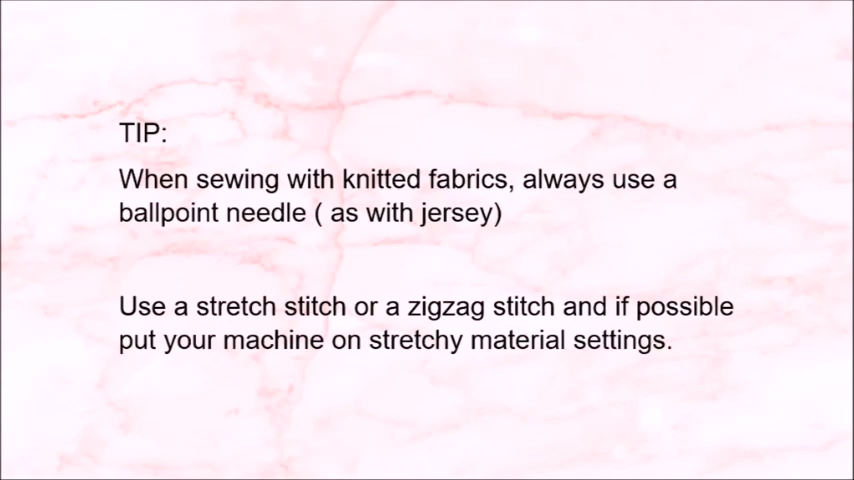 TIP:
When sewing with knitted fabrics, always use a
ballpoint needle ( as with jersey)
Use a stretch stitch or a zigzag stitch and if possible
put your machine on stretchy material settings.